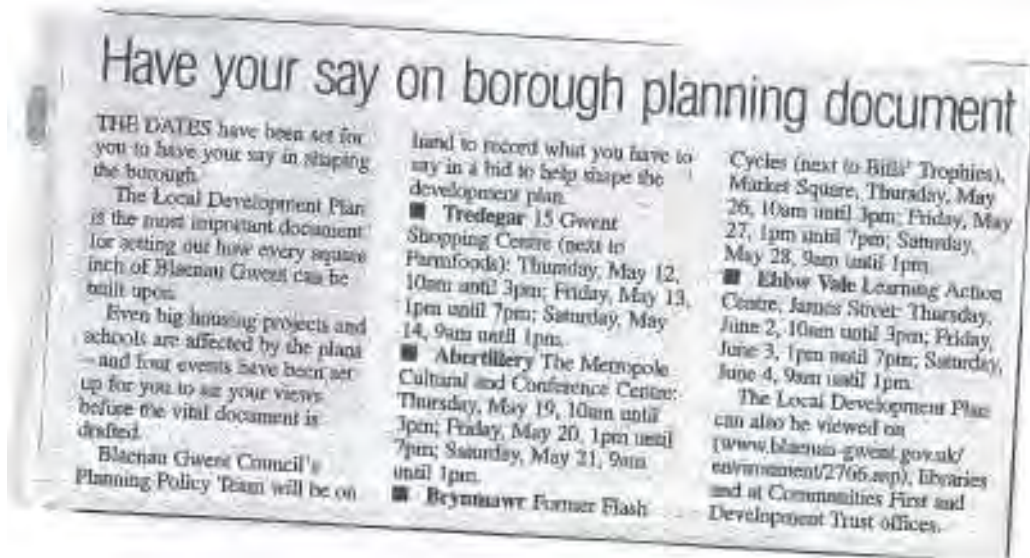 Have your say on borough planning document
THE DATES have been set for
you to have your say in shaping
the borough.
The Local Development Plan
is the most important document
for setting out how every square
inch of Blaenau Gwent can be
built upon.
Even big housing projects and
schools are affected by the plans
– and four events have been set
up for you to air your views
before the vital document is
drafted.
Blaenau Gwent Council's
Planning Policy Team will be on
hand to record what you have to
say in a bid to help shape the
development plan.
■ Tredegar 15 Gwent
Shopping Centre (next to
Farmfoods): Thursday, May 12,
10am until 3pm; Friday, May 13,
1pm until 7pm; Saturday, May
14, 9am until 1pm.
■ Abertillery The Metropole
Cultural and Conference Centre:
Thursday, May 19, 10am until
3pm; Friday, May 20, 1pm until
7pm; Saturday, May 21, 9am
until 1pm.
■ Brynmawr Former Flash
Cycles (next to Bills' Trophies),
Market Square, Thursday, May
26, 10am until 3pm; Friday, May
27, 1pm until 7pm; Saturday,
May 28, 9am until 1pm.
■ Ebbw Vale Learning Action
Centre, James Street: Thursday,
June 2, 10am until 3pm; Friday,
June 3, 1pm until 7pm; Saturday,
June 4, 9am until 1pm.
The Local Development Plan
can also be viewed on
(www.blaenau-gwent.gov.uk/
environment/2766.asp), libraries
and at Communities First and
Development Trust offices.